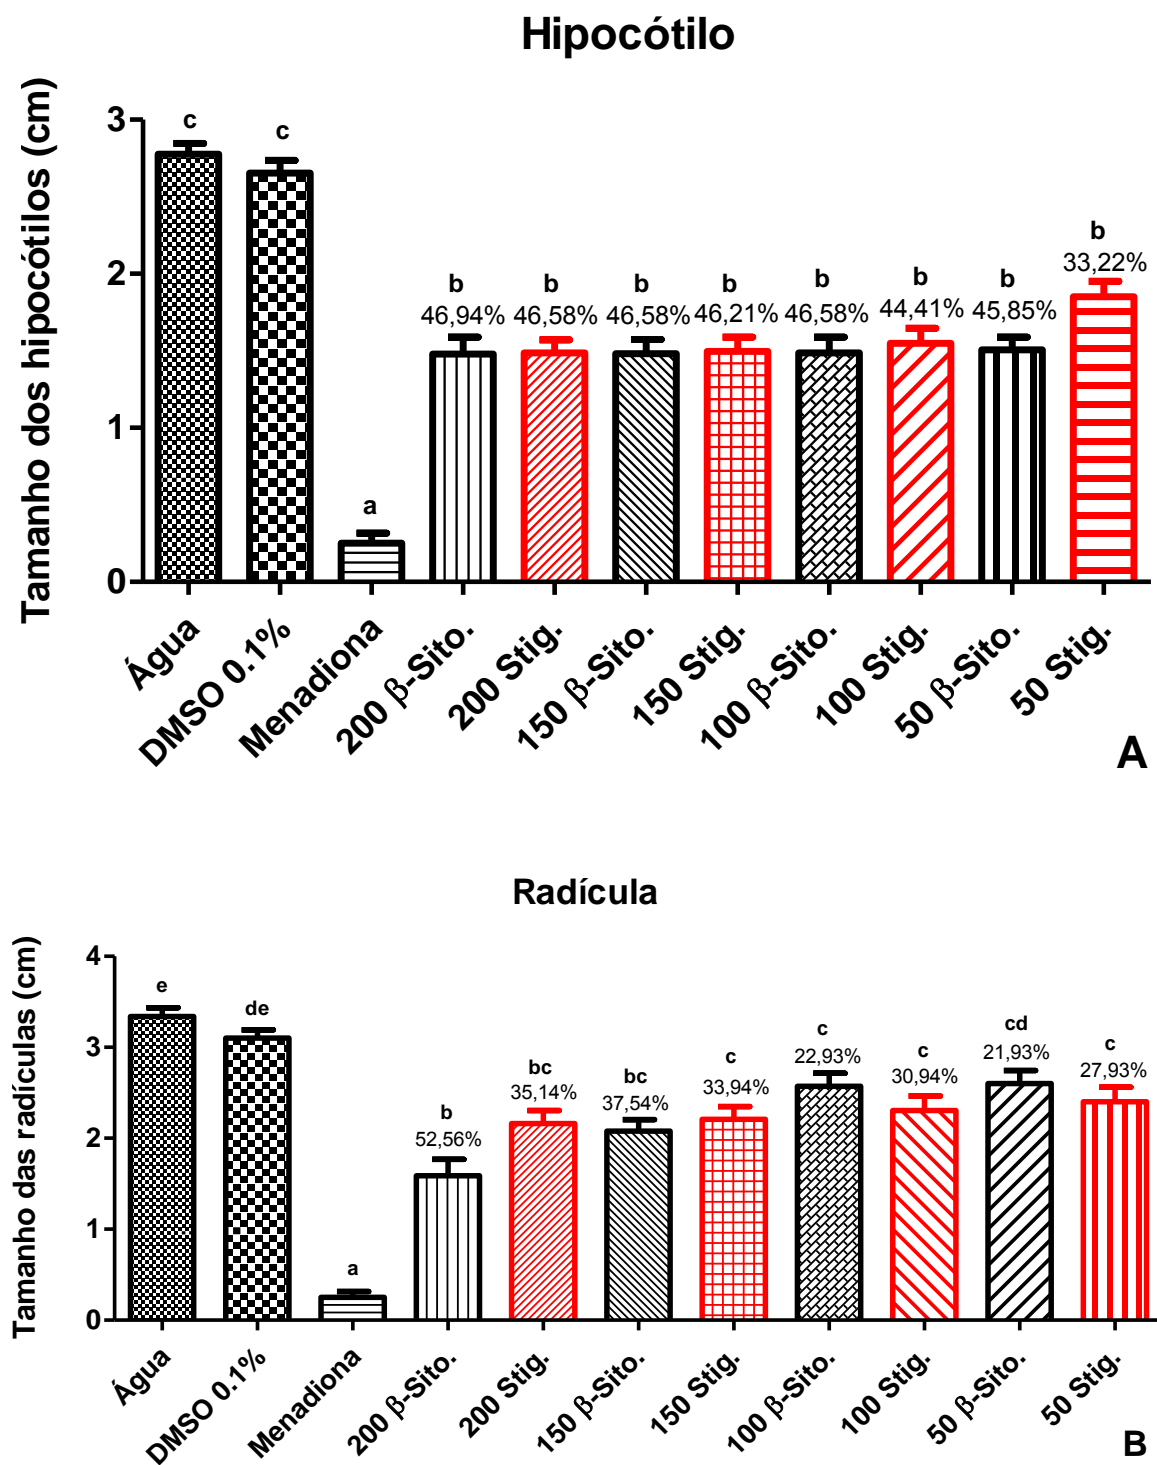 Hipocótilo
Tamanho dos hipocótilos (cm)
3
2
1
0
c
c
a
b
46,94%
b
46,58%
b
46,58%
b
46,21%
b
46,58%
b
44,41%
b
45,85%
b
33,22%
Água
DMSO 0.1%
Menadiona
200 β-Sito.
200 Stig.
150 β-Sito.
150 Stig.
100 β-Sito.
100 Stig.
50 β-Sito.
50 Stig.
A
Radícula
Tamanho das radículas (cm)
4
3
2
1
0
e
de
a
b
52,56%
bc
35,14%
bc
37,54%
c
33,94%
c
22,93%
c
30,94%
cd
21,93%
c
27,93%
Água
DMSO 0.1%
Menadiona
200 β-Sito.
200 Stig.
150 β-Sito.
150 Stig.
100 β-Sito.
100 Stig.
50 β-Sito.
50 Stig.
B